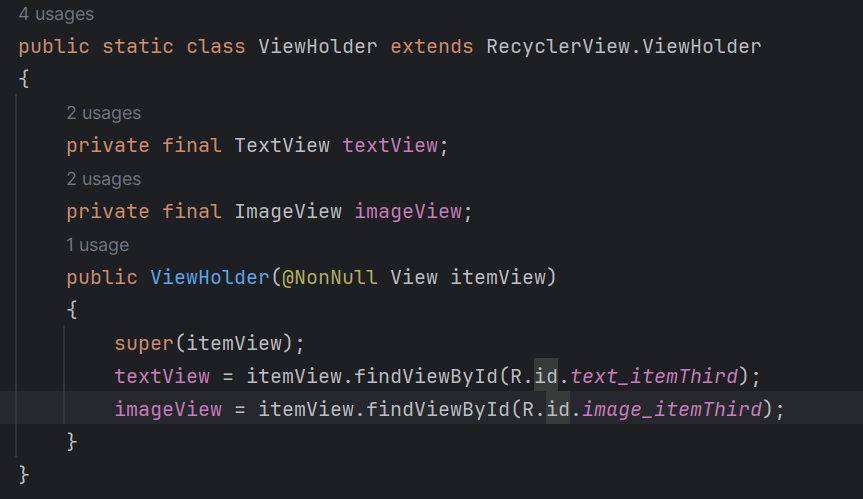 4 usages
public static class ViewHolder extends RecyclerView.ViewHolder
{
2 usages
private final TextView textView;
2 usages
private final ImageView imageView;
1 usage
public ViewHolder(@NonNull View itemView)
{
super(itemView);
textView = itemView.findViewById(R.id.text_itemThird);
imageView = itemView.findViewById(R.id.image_itemThird);
}
}